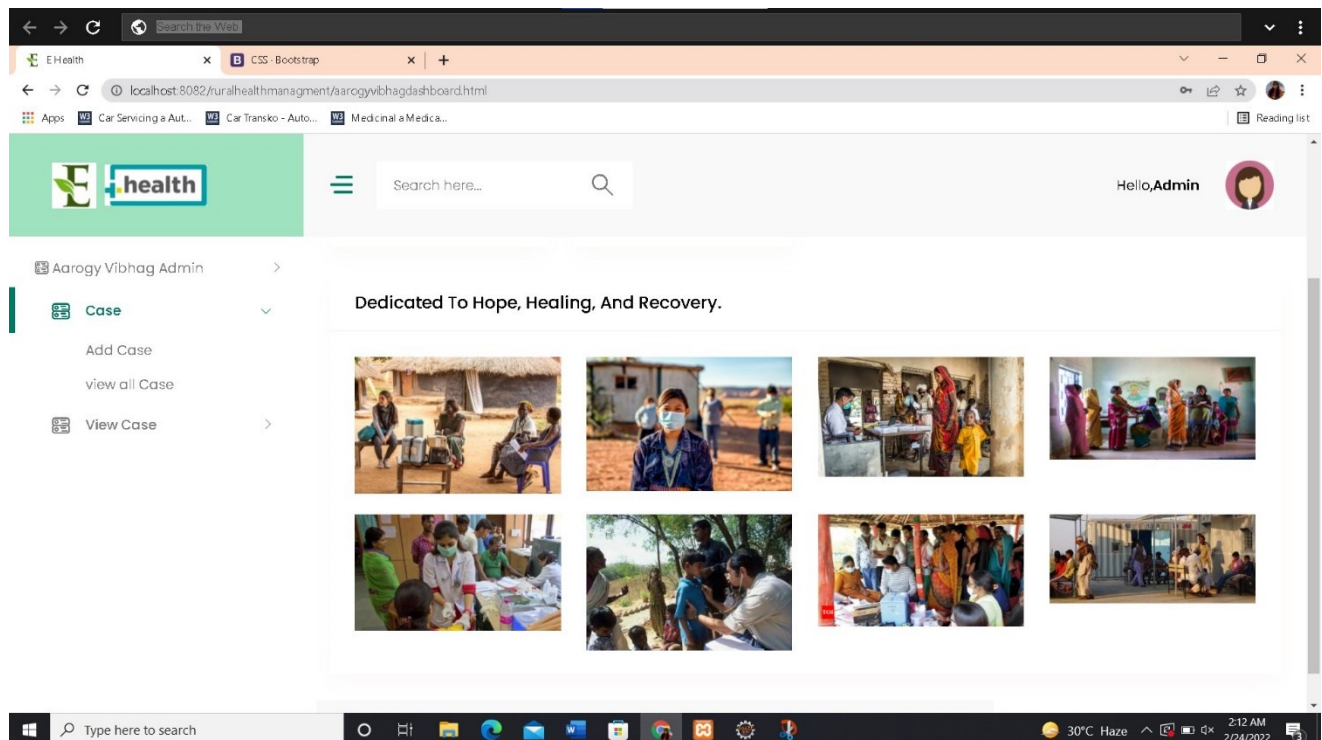 Search the Web
E Health
CSS · Bootstrap
localhost:8082/ruralhealthmanagment/aarogyvibhagdashboard.html
Apps
Car Servicing a Aut...
Car Transko - Auto...
Medicinal a Medica...
Reading list
E +.health
Search here...
Hello,Admin
Aarogy Vibhag Admin
Case
Add Case
view all Case
View Case
Dedicated To Hope, Healing, And Recovery.
Type here to search
30°C Haze
2:12 AM
2/24/2022
3